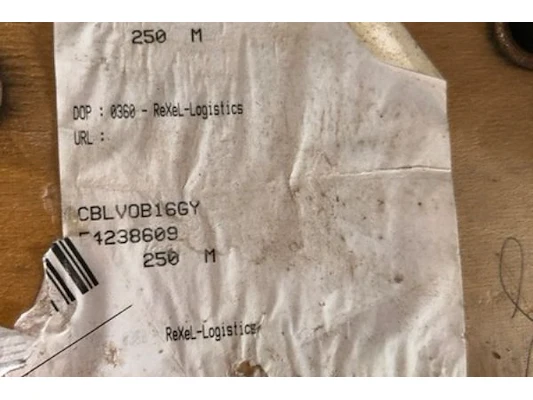 250 M
DOP : 0360 - ReXeL-Logistics
URL :
CBLVOB16GY
4238609
250 M
ReXeL-Logistics